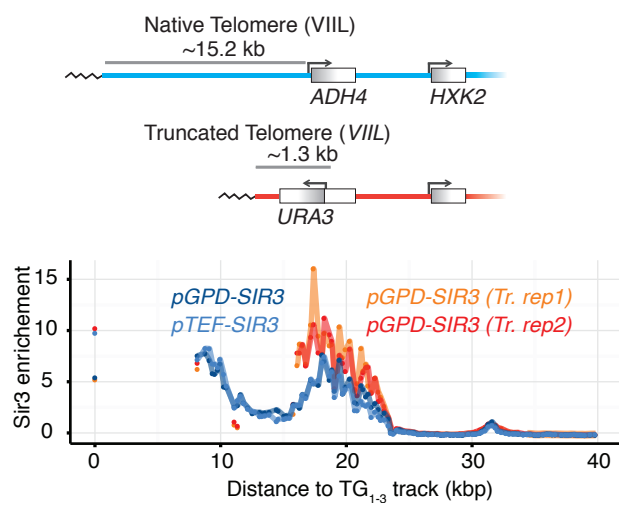 Native Telomere (VIIL)
~15.2 kb
ADH4
HXK2
Truncated Telomere (VIIL)
~1.3 kb
URA3
Sir3 enrichement
15
10
5
0
pGPD-SIR3
pTEF-SIR3
pGPD-SIR3 (Tr. rep1)
pGPD-SIR3 (Tr. rep2)
0 10 20 30 40
Distance to TG1-3 track (kbp)